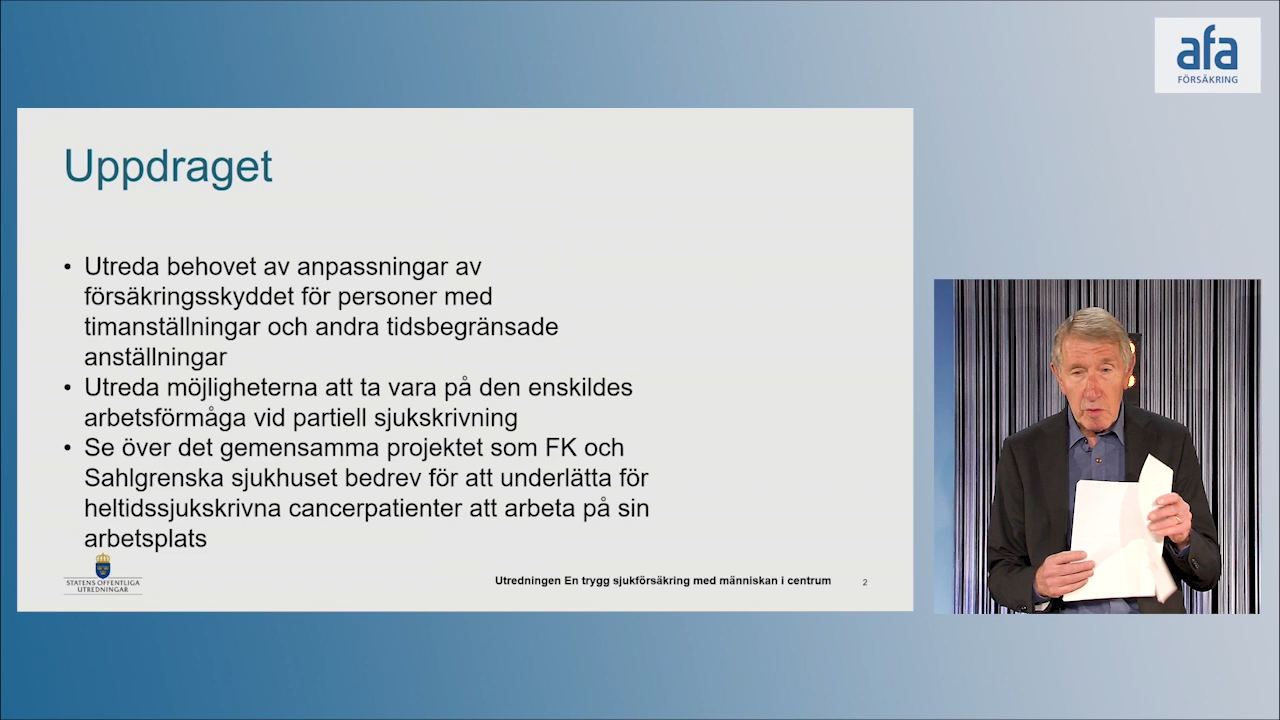 afa
FÖRSÄKRING
Uppdraget
• Utreda behovet av anpassningar av
försäkringsskyddet för personer med
timanställningar och andra tidsbegränsade
anställningar
• Utreda möjligheterna att ta vara på den enskildes
arbetsförmåga vid partiell sjukskrivning
• Se över det gemensamma projektet som FK och
Sahlgrenska sjukhuset bedrev för att underlätta för
heltidssjukskrivna cancerpatienter att arbeta på sin
arbetsplats
STATENS OFFENTLIGA
UTREDNINGAR
Utredningen En trygg sjukförsäkring med människan i centrum
2